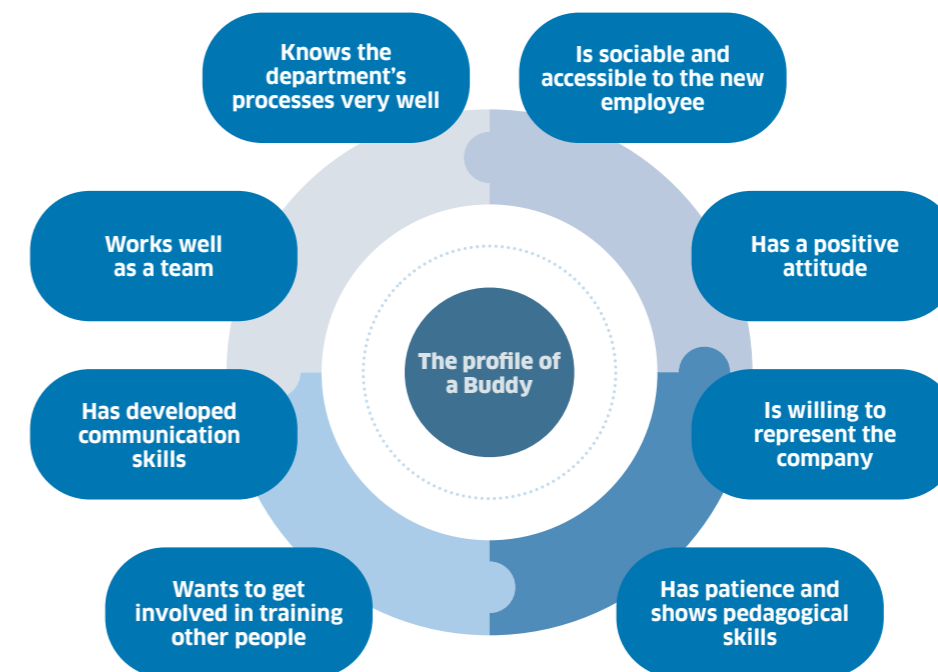 Knows the
department's
processes very well
Is sociable and
accessible to the new
employee
Works well
as a team
Has a positive
attitude
The profile of
a Buddy
Has developed
communication
skills
Is willing to
represent the
company
Wants to get
involved in training
other people
Has patience and
shows pedagogical
skills